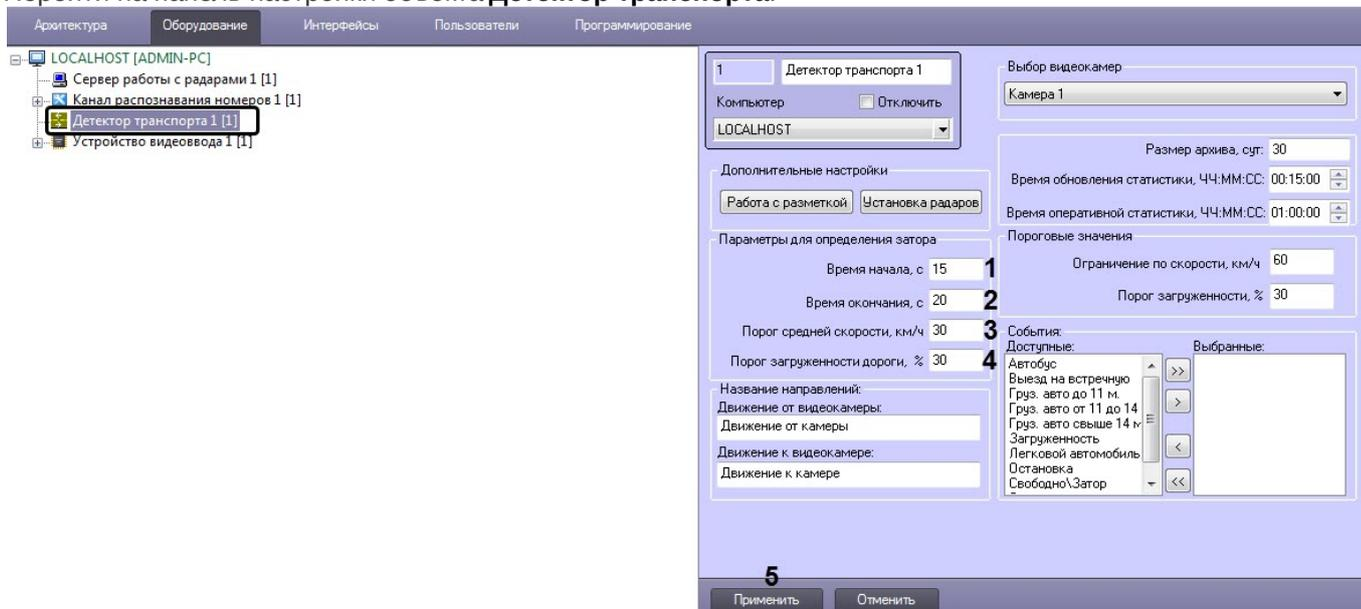 Перейти на панель настройки объекта Детектор транспорта.
Архитектура Оборудование Интерфейсы Пользователи Программирование
LOCALHOST [ADMIN-PC]
Сервер работы с радарами 1 [1]
Канал распознавания номеров 1 [1]
Детектор транспорта 1 [1]
Устройство видеоввода 1 [1]
1 Детектор транспорта 1
Компьютер Отключить
LOCALHOST
Дополнительные настройки
Работа с разметкой Установка радаров
Параметры для определения затора
Время начала, с 15 1
Время окончания, с 20 2
Порог средней скорости, км/ч 30 3
Порог загруженности дороги, % 30 4
Название направлений:
Движение от видеокамеры:
Движение от камеры
Движение к видеокамере:
Движение к камере
Выбор видеокамер
Камера 1
Размер архива, сут: 30
Время обновления статистики, ЧЧ:ММ:СС: 00:15:00
Время оперативной статистики, ЧЧ:ММ:СС: 01:00:00
Пороговые значения
Ограничение по скорости, км/ч 60
Порог загруженности, % 30
События:
Доступные: Выбранные:
Автобус
Выезд на встречную
Груз. авто до 11 м.
Груз. авто от 11 до 14
Груз. авто свыше 14 м
Загруженность
Легковой автомобиль
Остановка
Свободно\Затор
>>
>
<
<<
5
Применить Отменить